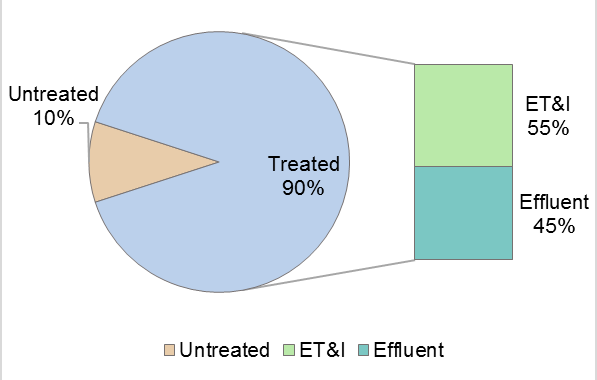 Untreated
10%
Treated
90%
ET&I
55%
Effluent
45%
Untreated ET&I Effluent